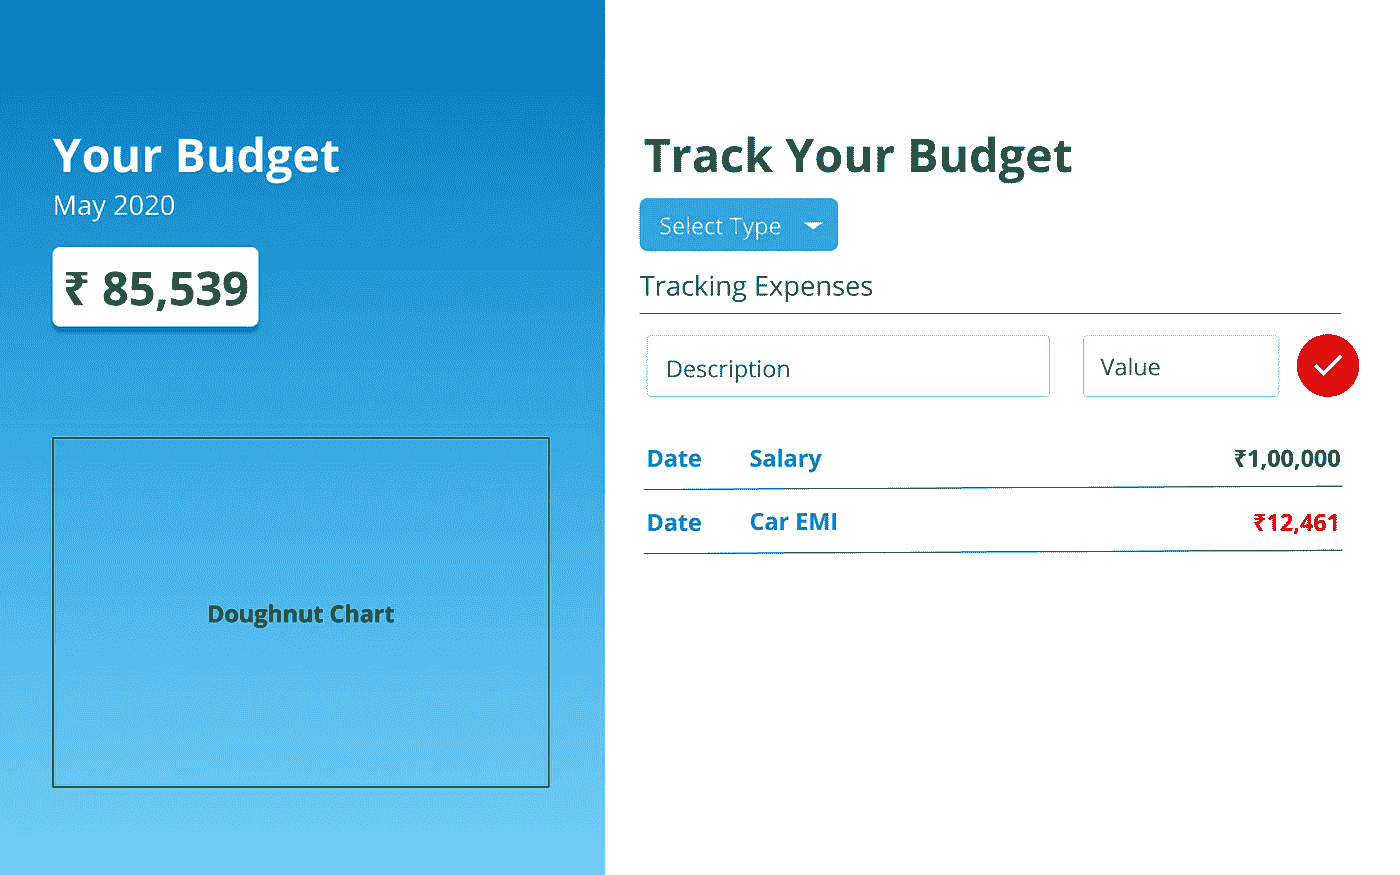 Your Budget
May 2020
₹ 85,539
Doughnut Chart
Track Your Budget
Select Type
Tracking Expenses
Description Value
Date Salary ₹1,00,000
Date Car EMI ₹12,461